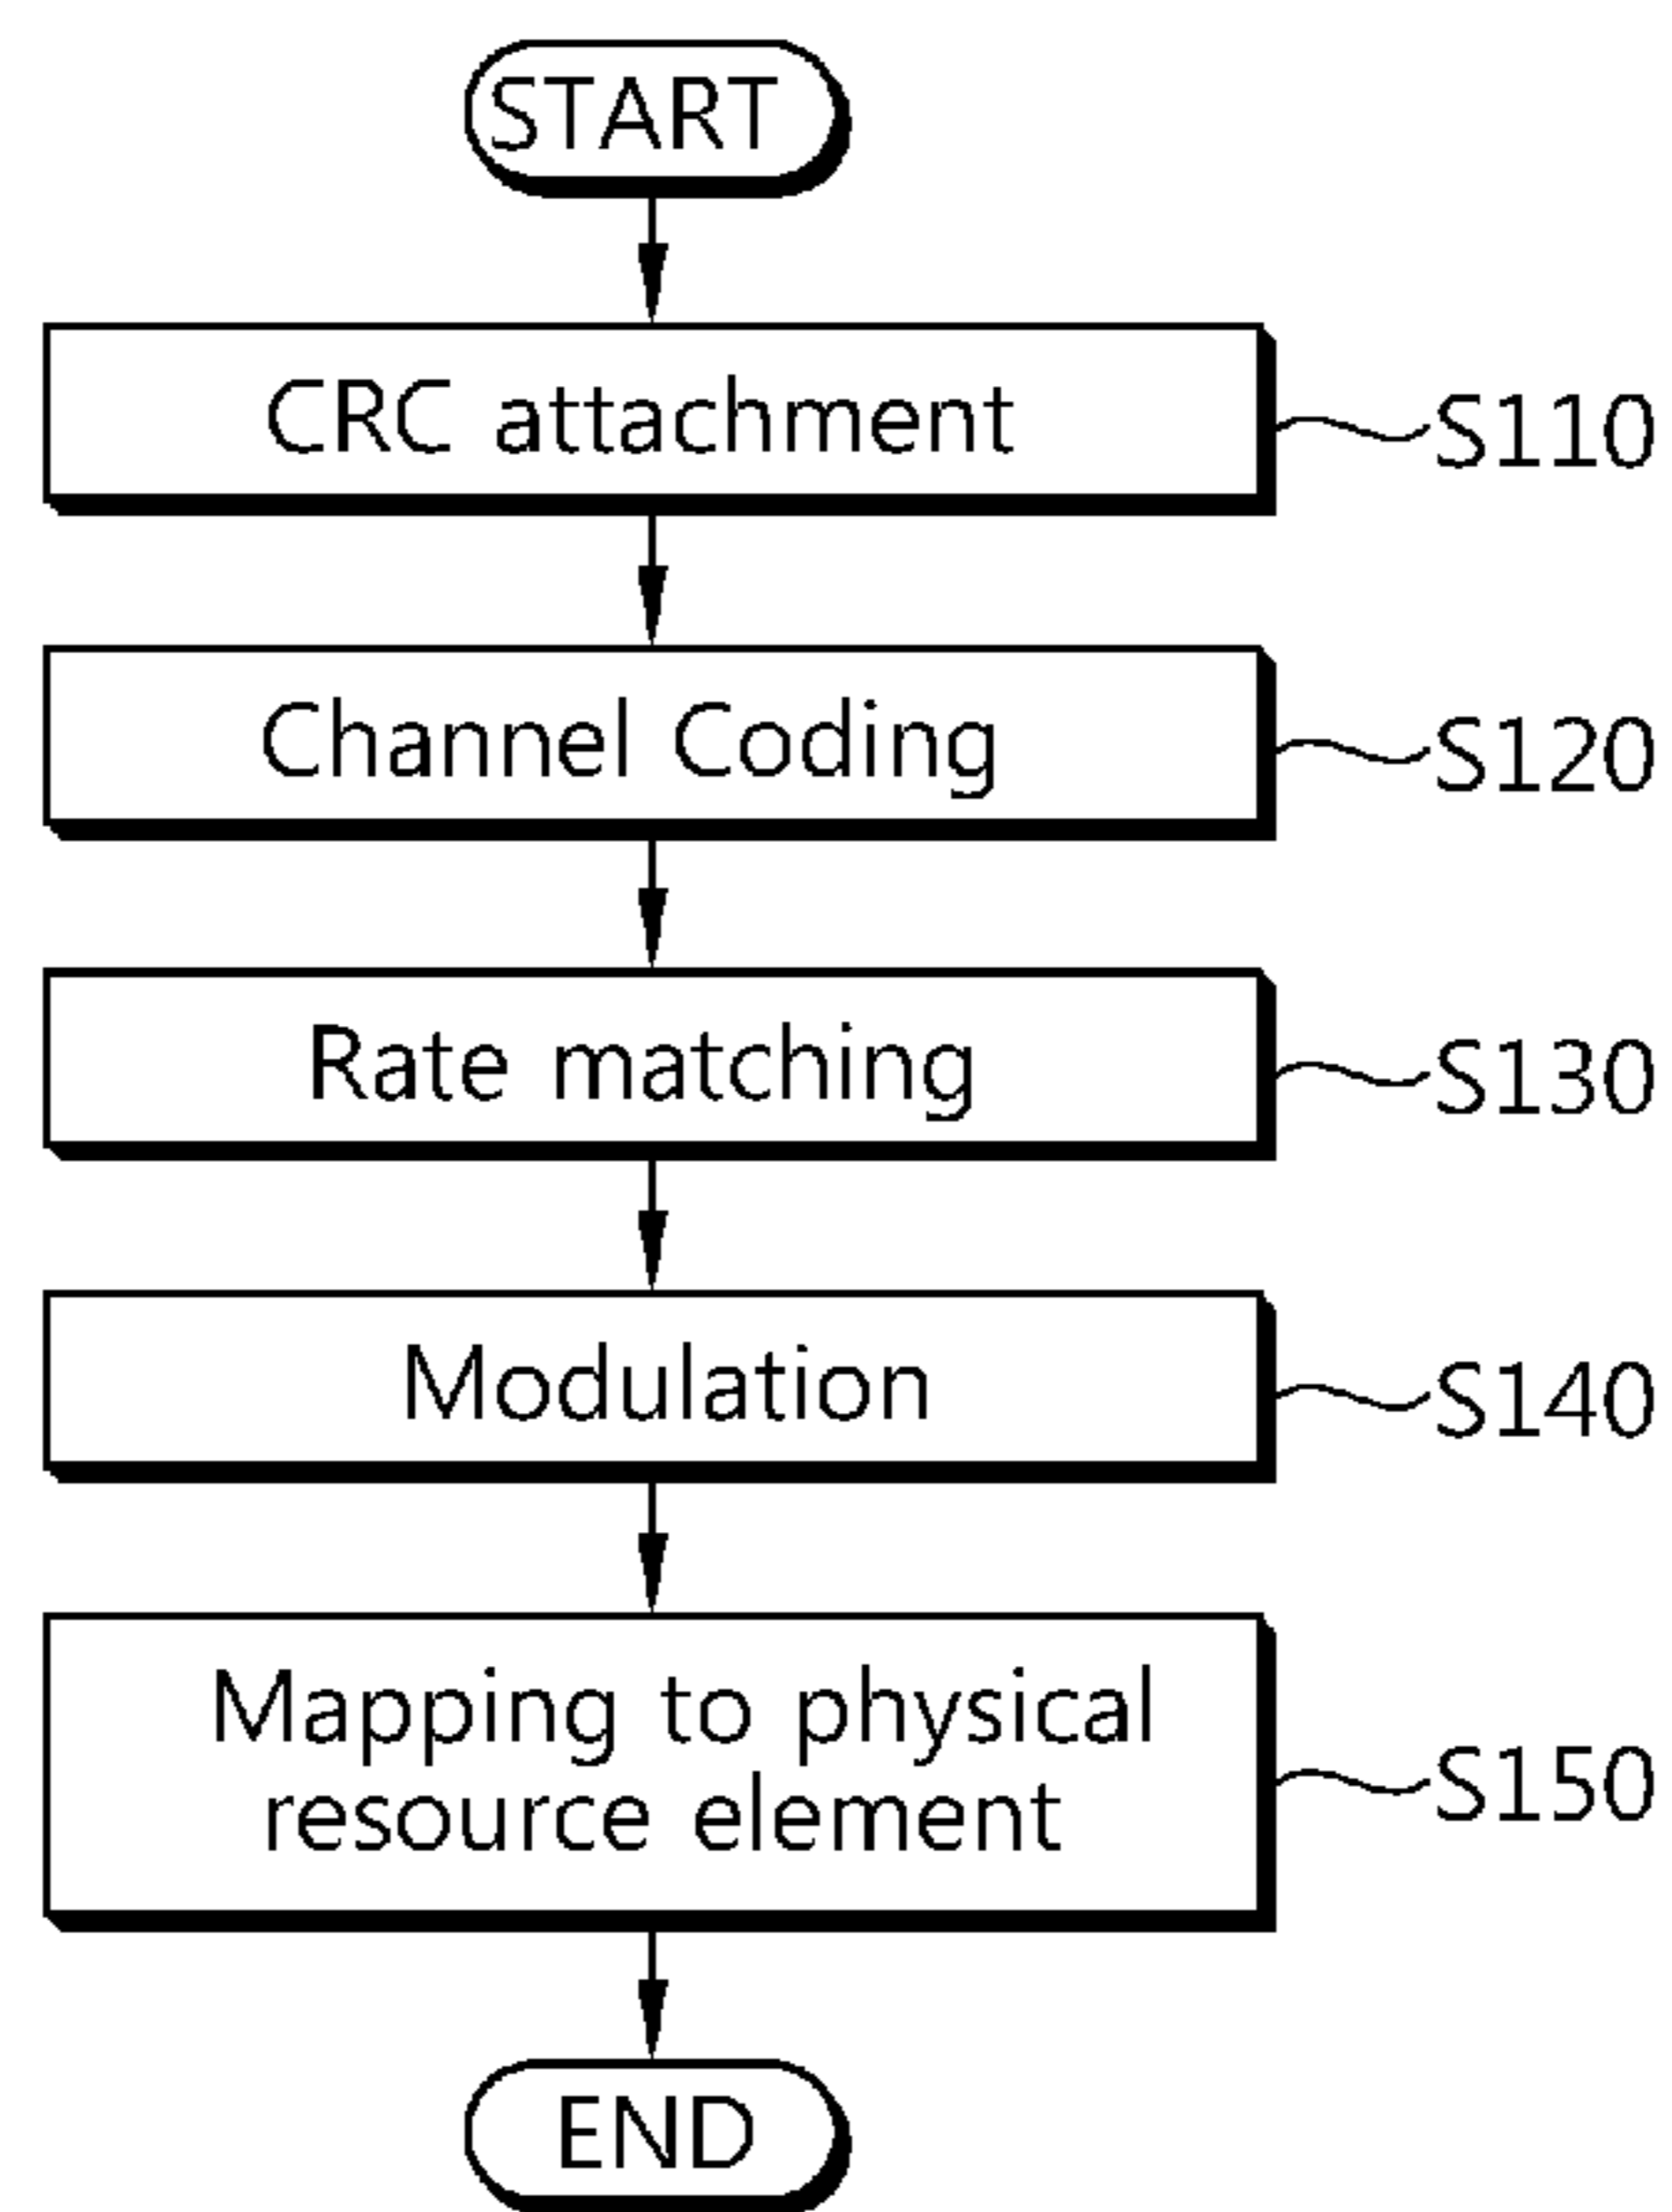 START
CRC attachment
S110
Channel Coding
S120
Rate matching
S130
Modulation
S140
Mapping to physical
resource element
S150
END